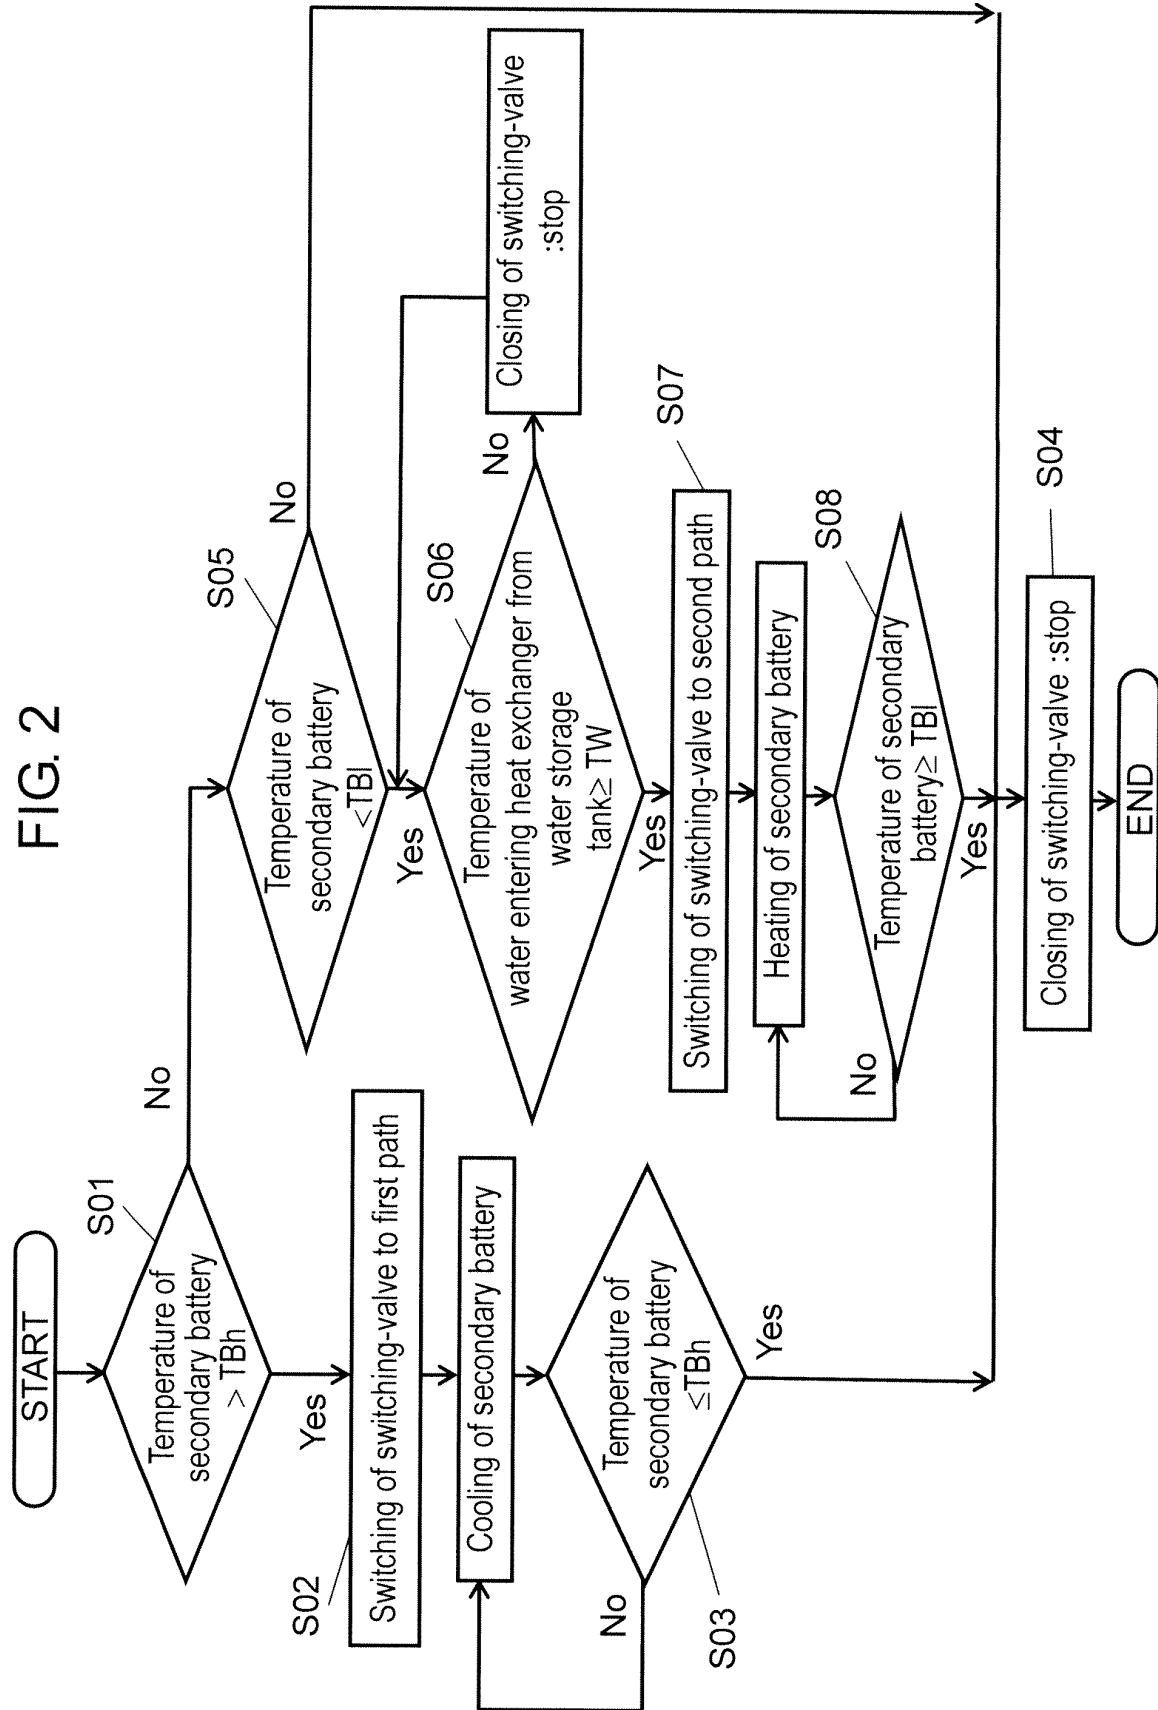 FIG. 2
START
S01
Temperature of
secondary battery
> TBh
No
Yes
S02
Switching of switching-valve to first path
Cooling of secondary battery
Temperature of
secondary battery
≤TBh
No
S03
Yes
S05
Temperature of
secondary battery
<TBl
No
Yes
S06
Temperature of
water entering heat exchanger from
water storage
tank≥ TW
No
Closing of switching-valve
:stop
Yes
S07
Switching of switching-valve to second path
Heating of secondary battery
S08
Temperature of secondary
battery≥ TBl
No
Yes
S04
Closing of switching-valve :stop
END